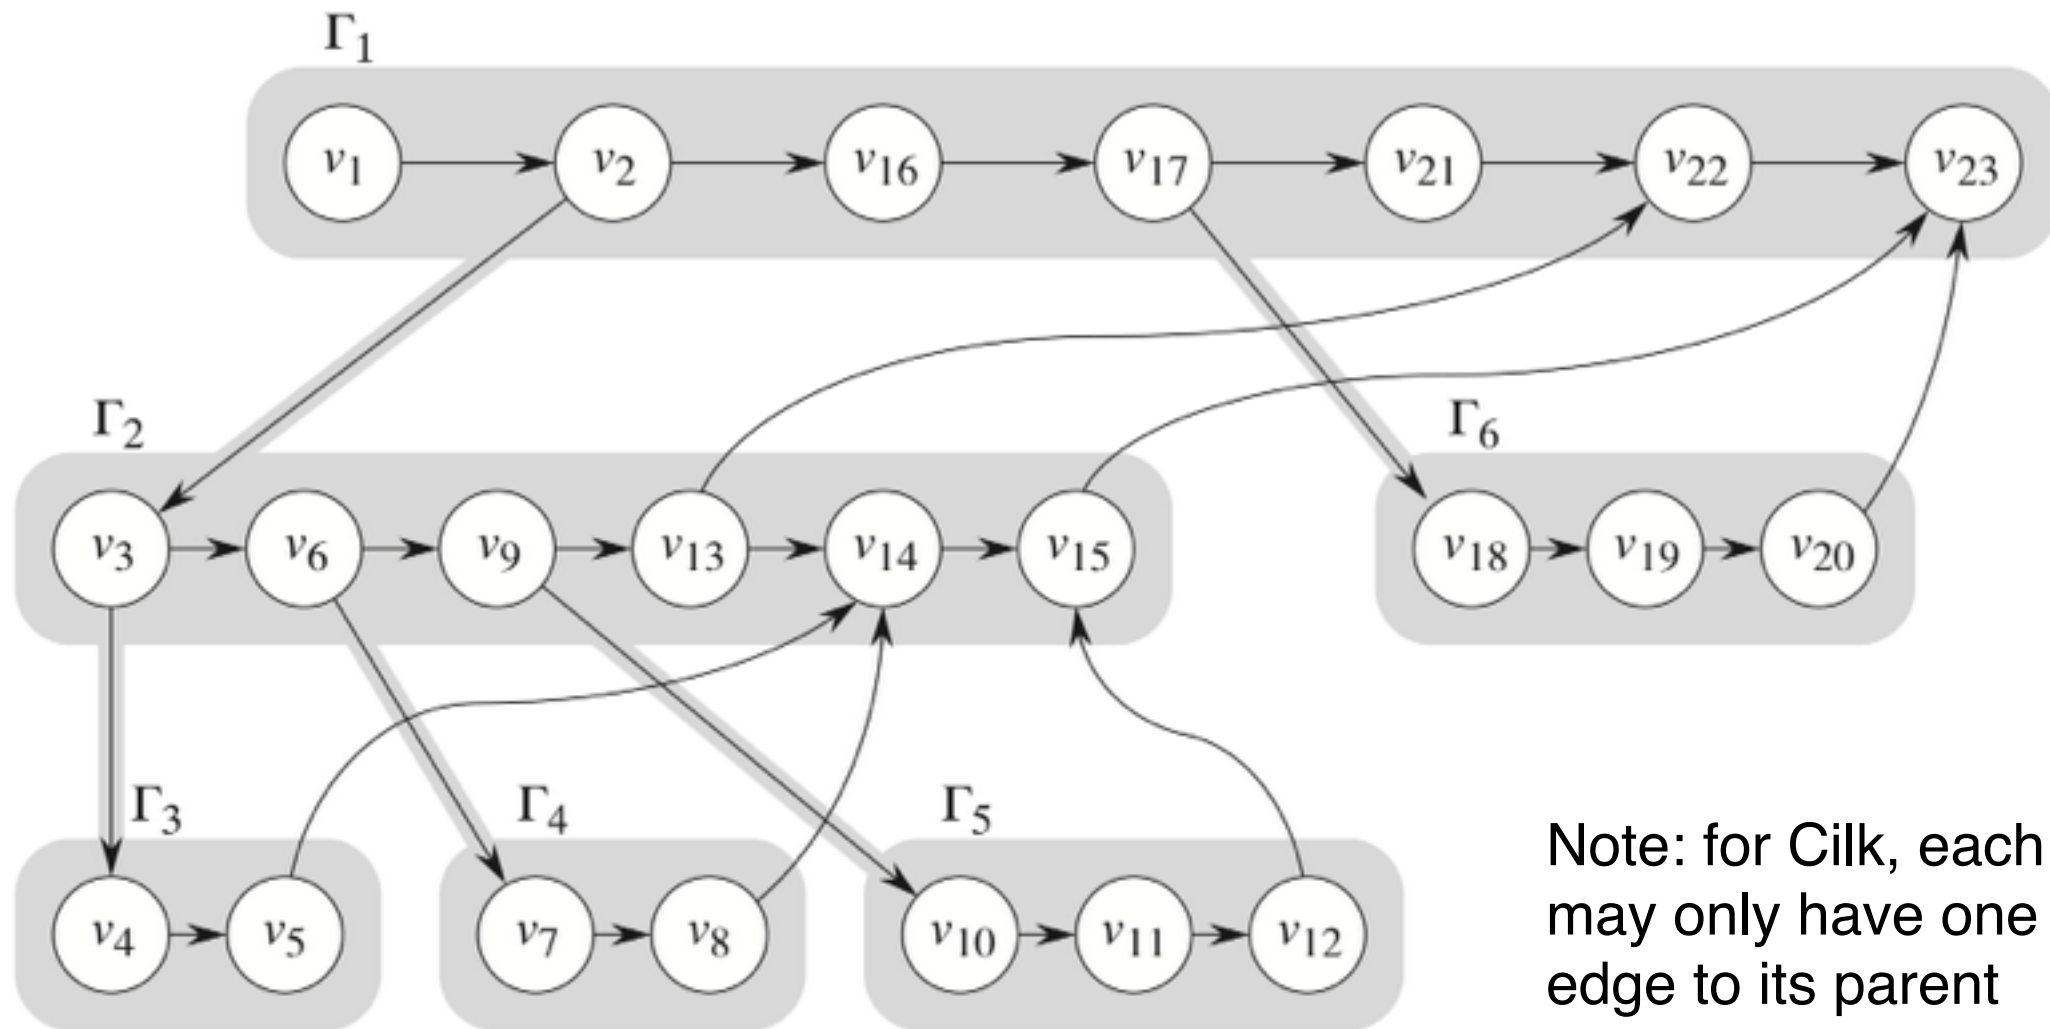 Γ1
v1 v2 v16 v17 v21 v22 v23
Γ2
Γ6
v3 v6 v9 v13 v14 v15 v18 v19 v20
Γ3 Γ4 Γ5
v4 v5 v7 v8 v10 v11 v12
Note: for Cilk, each
may only have one
edge to its parent